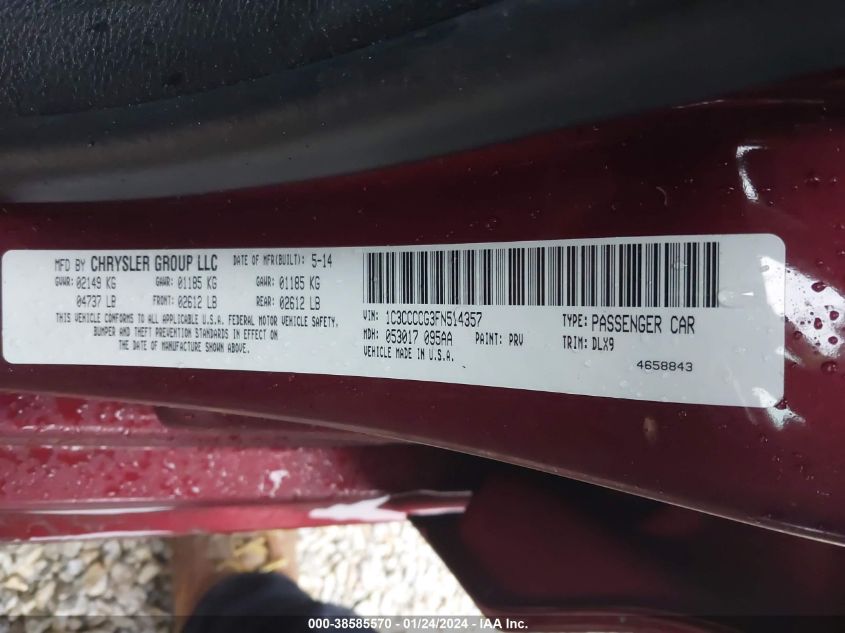 MFD BY CHRYSLER GROUP LLC DATE OF MFR(BUILT): 5-14
GVWR: 02149 KG GAWR: 01185 KG GAWR: 01185 KG
04737 LB FRONT: 02612 LB REAR: 02612 LB
THIS VEHICLE CONFORMS TO ALL APPLICABLE U.S.A. FEDERAL MOTOR VEHICLE SAFETY,
BUMPER AND THEFT PREVENTION STANDARDS IN EFFECT ON
THE DATE OF MANUFACTURE SHOWN ABOVE.
VIN: 1C3CCCCG3FN514357 TYPE: PASSENGER CAR
MDH: 053017 095AA PAINT: PRV TRIM: DLX9
VEHICLE MADE IN U.S.A.
4658843
000-38585570 - 01/24/2024 - IAA, Inc.